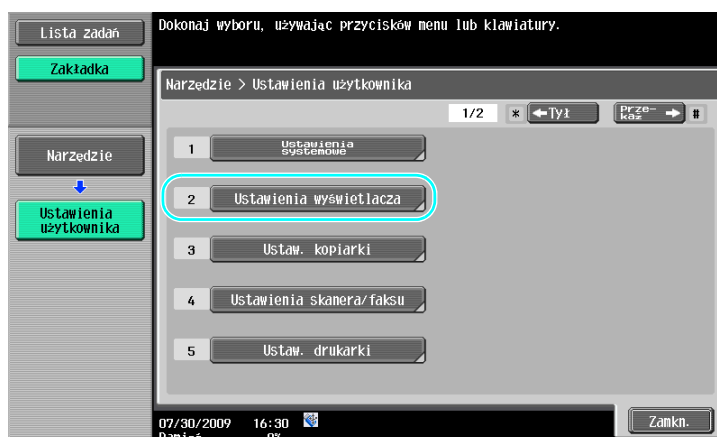 Lista zadań
Zakładka
Dokonaj wyboru, używając przycisków menu lub klawiatury.
Narzędzie > Ustawienia użytkownika
1/2 * ←Tył Prze-
każ → #
Narzędzie
Ustawienia
użytkownika
1 Ustawienia
systemowe
2 Ustawienia wyświetlacza
3 Ustaw. kopiarki
4 Ustawienia skanera/faksu
5 Ustaw. drukarki
07/30/2009 16:30
Pamięć 0%
Zamkn.